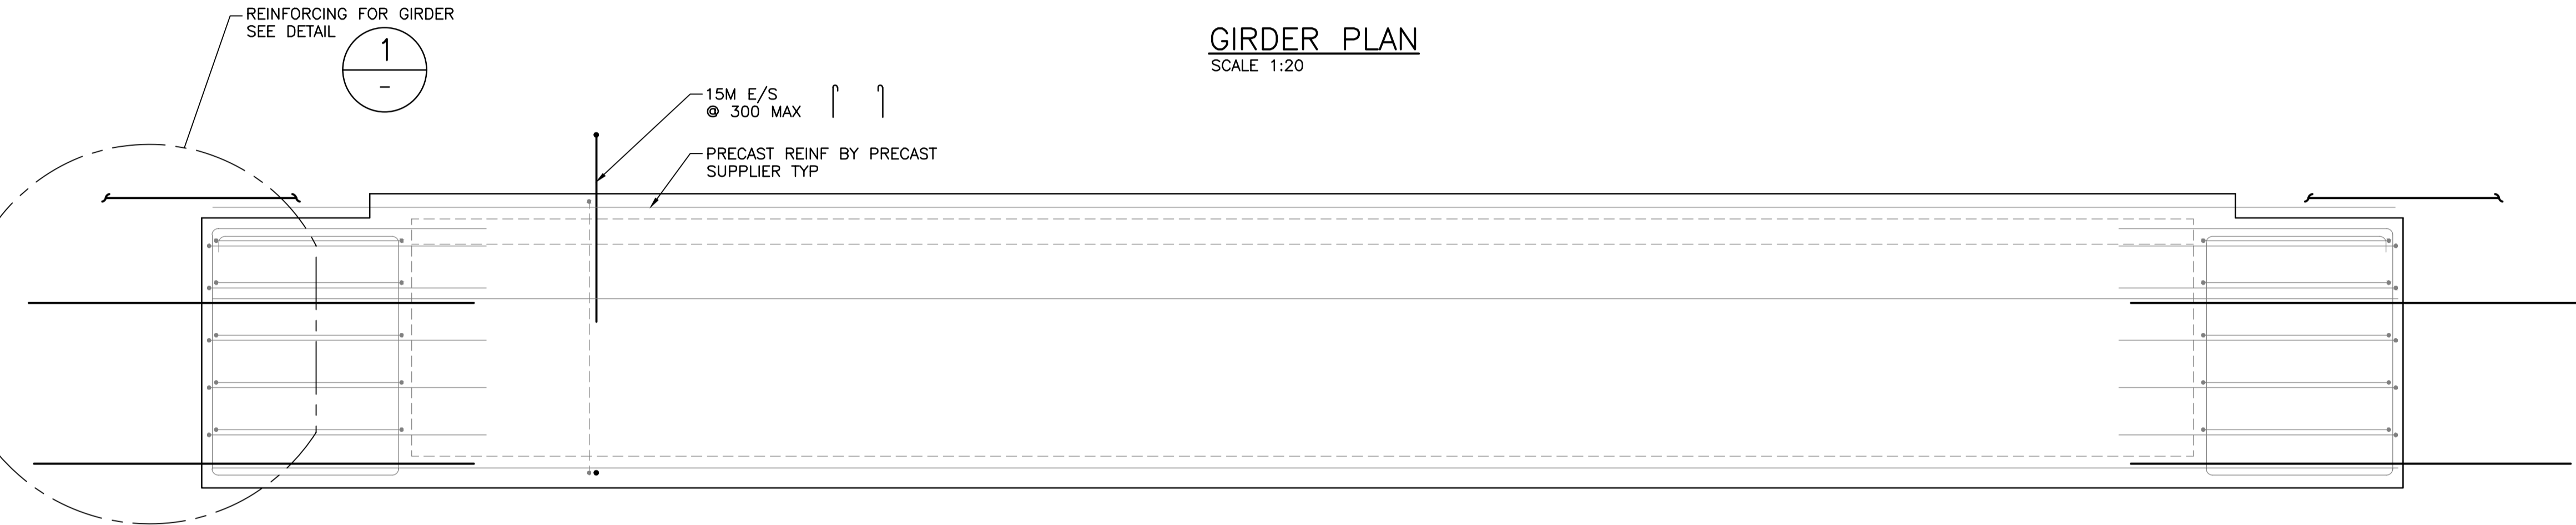 REINFORCING FOR GIRDER
SEE DETAIL
1
-
GIRDER PLAN
SCALE 1:20
15M E/S
@ 300 MAX
PRECAST REINF BY PRECAST
SUPPLIER TYP